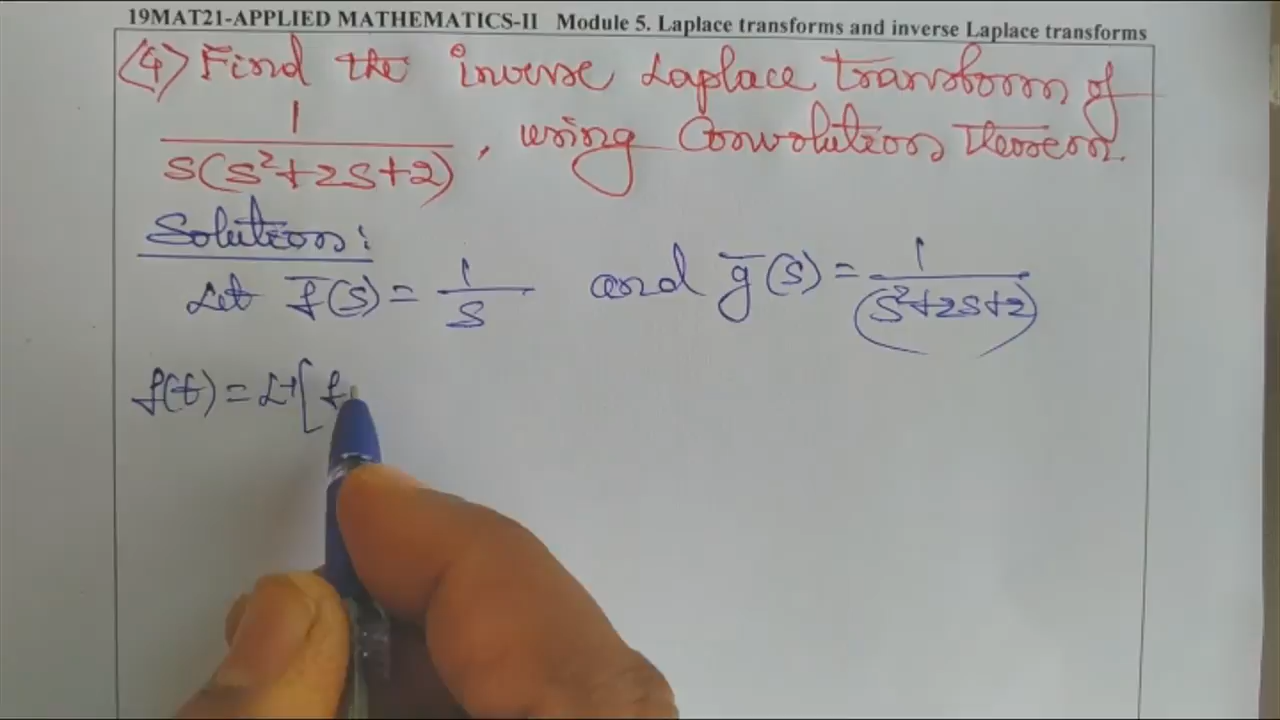 19MAT21-APPLIED MATHEMATICS-II Module 5. Laplace transforms and inverse Laplace transforms
(4) Find the inverse Laplace transform of
1/(s(s²+2s+2)), using Convolution Theorem.
Solution:
Let f̄(s) = 1/s and ḡ(s) = 1/(s²+2s+2)
f(t) = L⁻¹[f